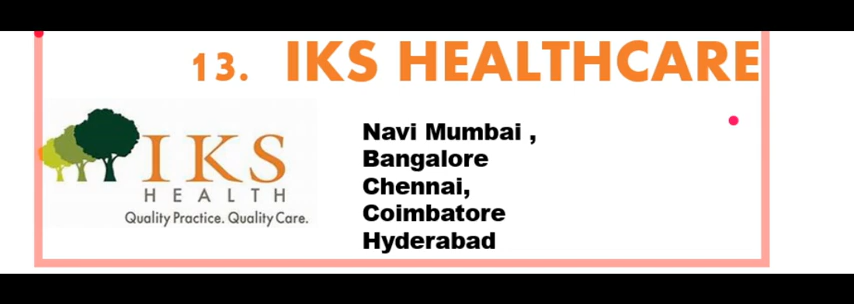 13. IKS HEALTHCARE
IKS
HEALTH
Quality Practice. Quality Care.
Navi Mumbai ,
Bangalore
Chennai,
Coimbatore
Hyderabad